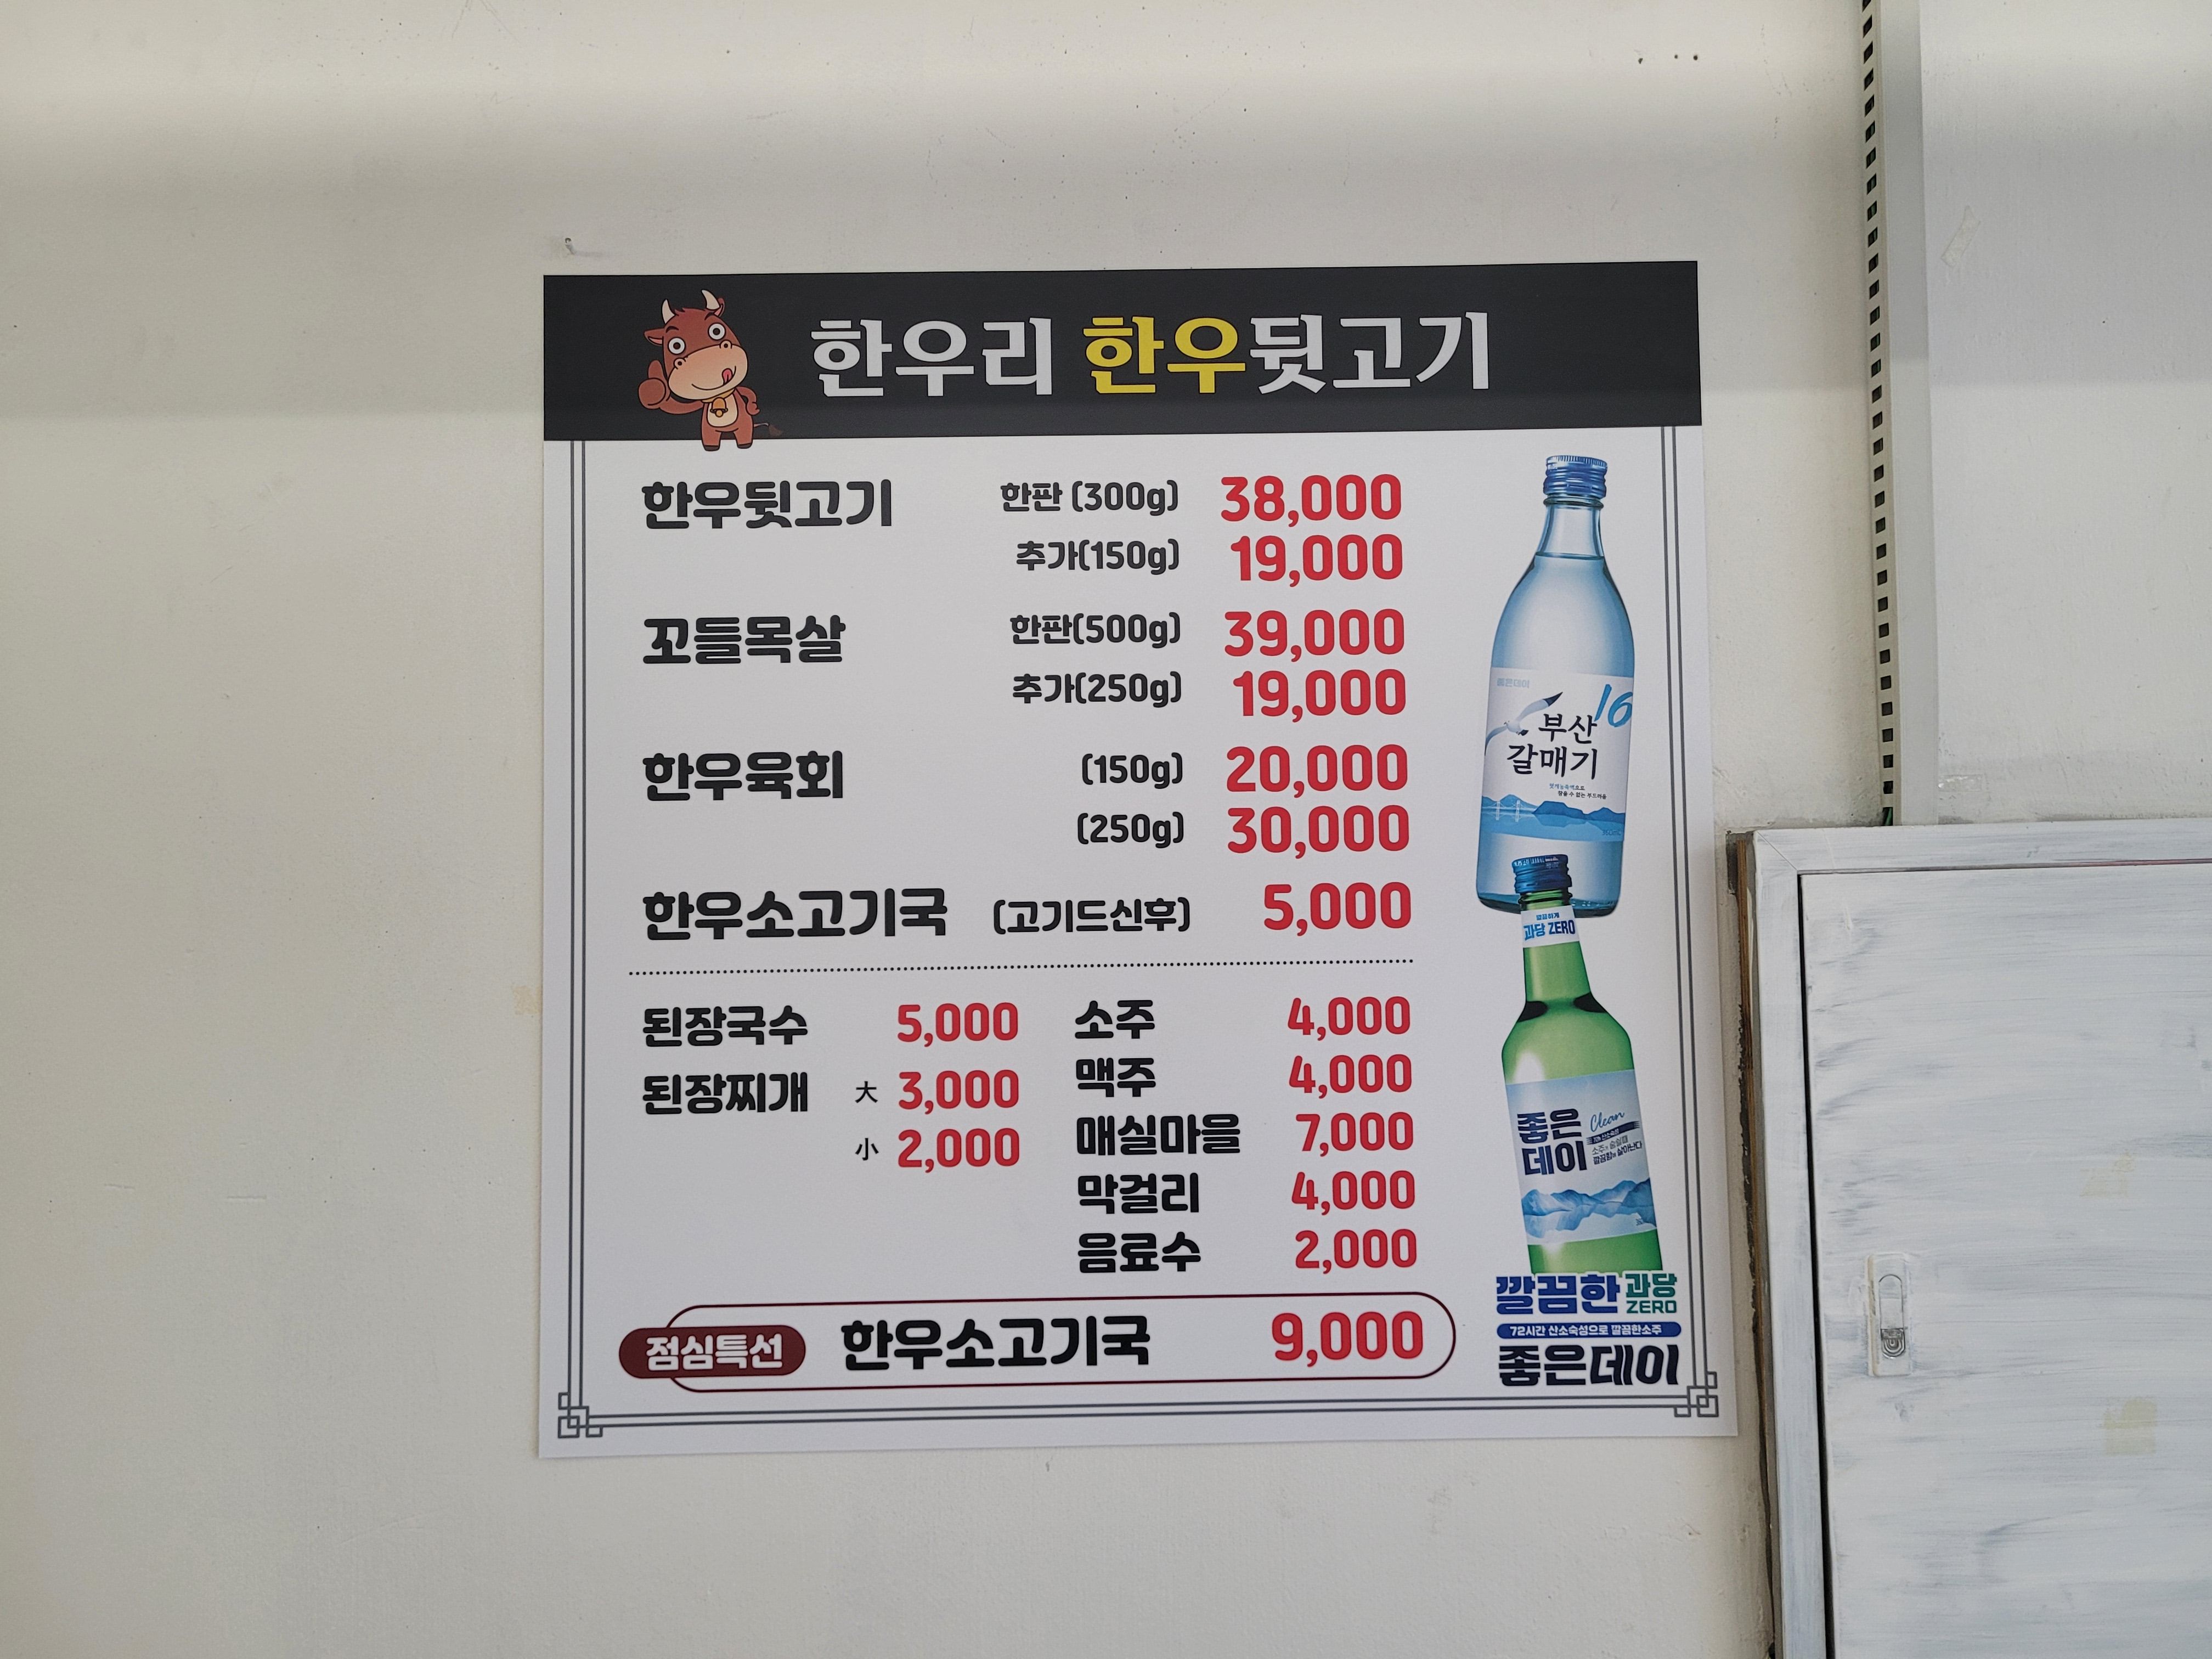 한우리 한우뒷고기
한우뒷고기 한판 (300g) 38,000
추가(150g) 19,000
꼬들목살 한판(500g) 39,000
추가(250g) 19,000
한우육회 (150g) 20,000
(250g) 30,000
한우소고기국 (고기드신후) 5,000
된장국수 5,000
된장찌개 大 3,000
小 2,000
소주 4,000
맥주 4,000
매실마을 7,000
막걸리 4,000
음료수 2,000
점심특선 한우소고기국 9,000
좋은데이
16
부산
갈매기
깔끔하게
과당 ZERO
좋은
데이
Clean
깔끔한 과당
ZERO
72시간 산소숙성으로 깔끔한소주
좋은데이